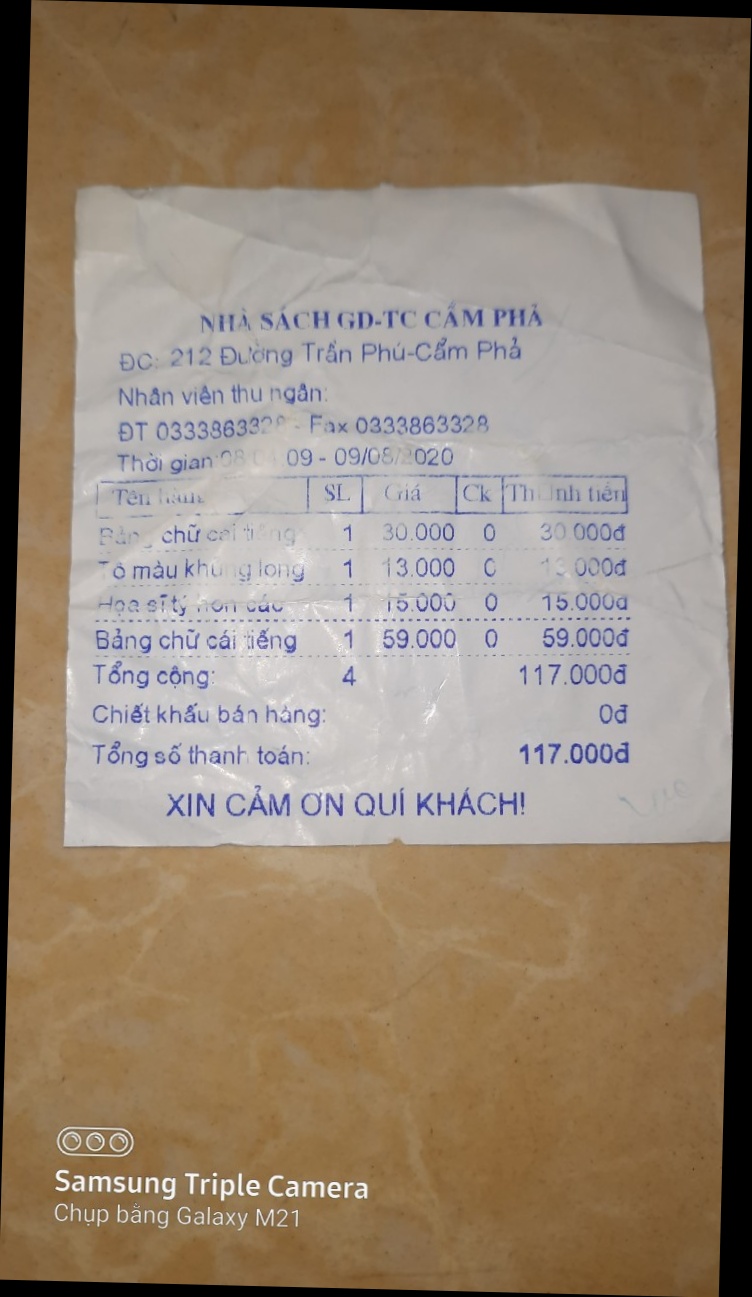 NHÀ SÁCH GD-TC CẨM PHẢ
ĐC: 212 Đường Trần Phú-Cẩm Phả
Nhân viên thu ngân:
ĐT 0333863328 - Fax 0333863328
Thời gian 09 - 09/08/2020
Tên hàng SL Giá Ck Thành tiền
Bảng chữ cái tiếng 1 30.000 0 30.000đ
Tô màu khủng long 1 13.000 0 13.000đ
Họa sĩ tý hon các 1 15.000 0 15.000đ
Bảng chữ cái tiếng 1 59.000 0 59.000đ
Tổng cộng: 4 117.000đ
Chiết khấu bán hàng: 0đ
Tổng số thanh toán: 117.000đ
XIN CẢM ƠN QUÍ KHÁCH!
Samsung Triple Camera
Chụp bằng Galaxy M21